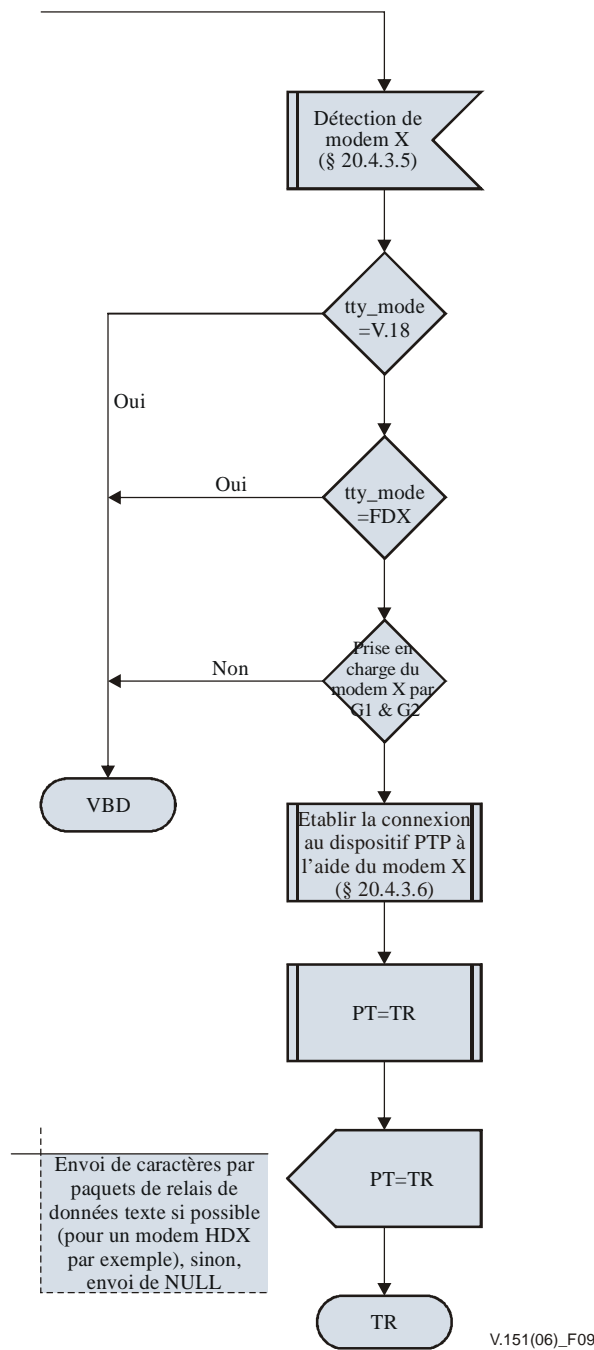 Détection de
modem X
(§ 20.4.3.5)
tty_mode
=V.18
Oui
tty_mode
=FDX
Oui
Prise en
charge du
modem X par
G1 & G2
Non
VBD
Etablir la connexion
au dispositif PTP à
l'aide du modem X
(§ 20.4.3.6)
PT=TR
PT=TR
Envoi de caractères par
paquets de relais de
données texte si possible
(pour un modem HDX
par exemple), sinon,
envoi de NULL
TR
V.151(06)_F09